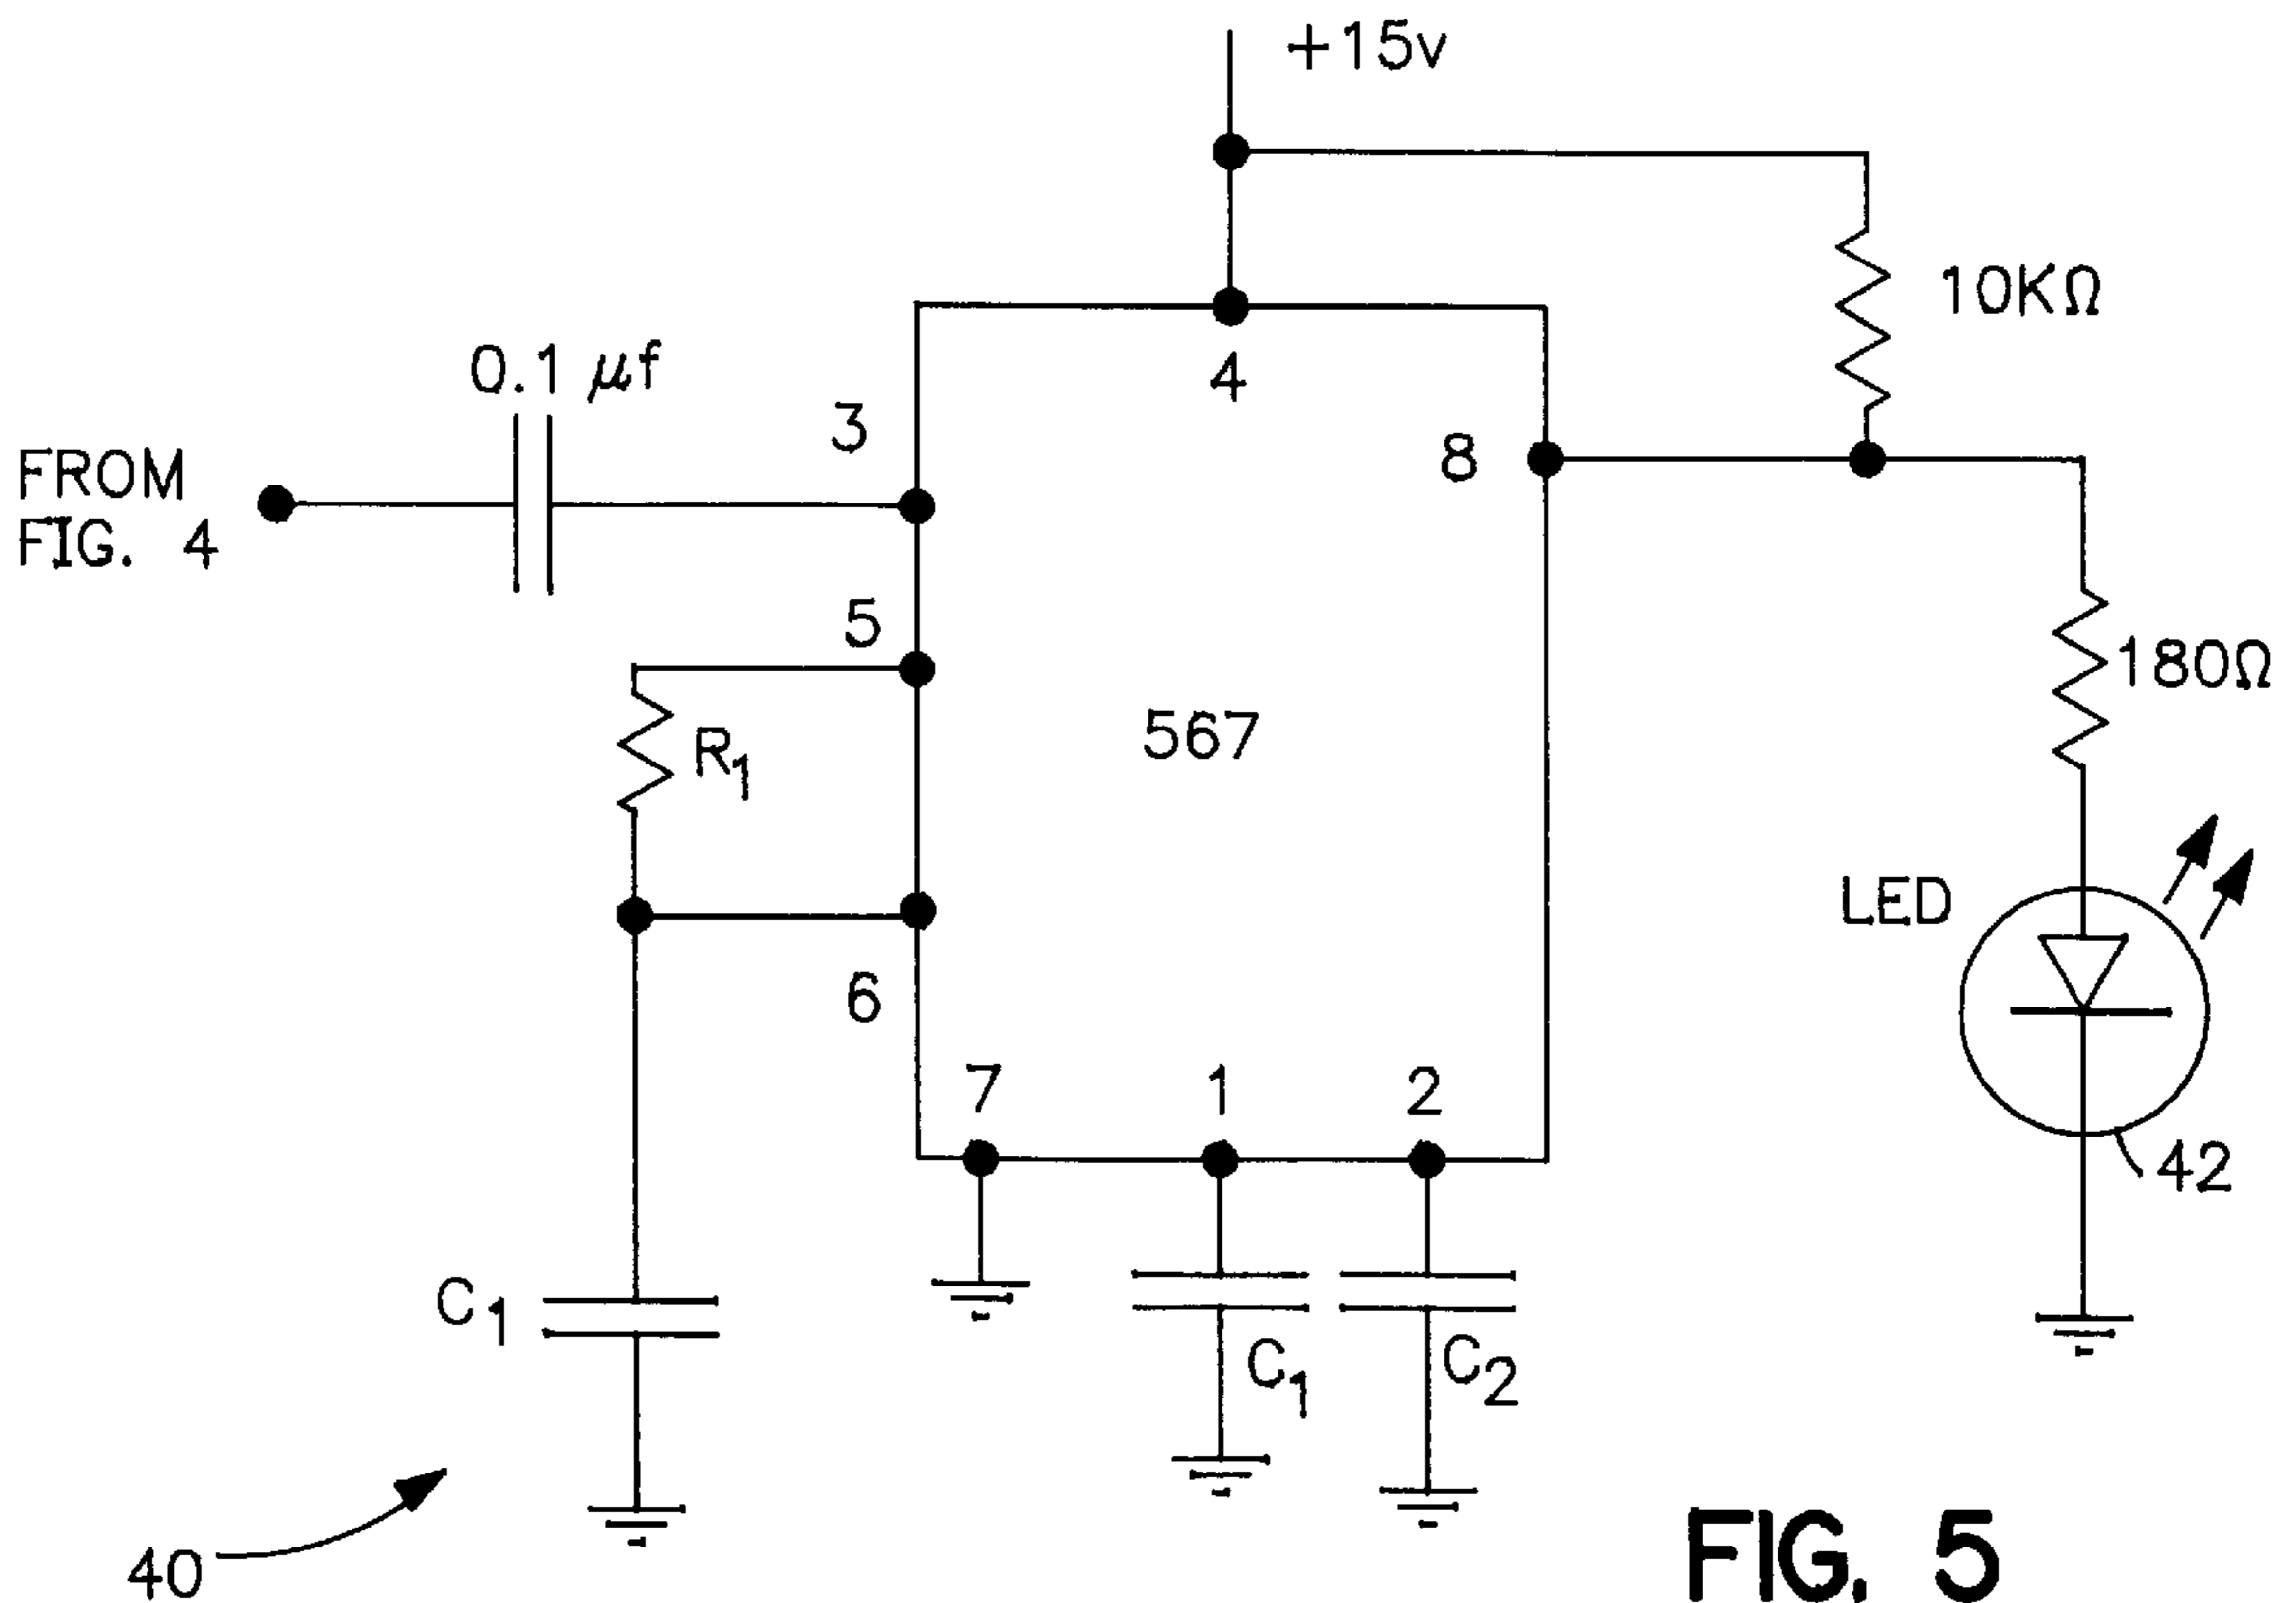 +15v
10KΩ
0.1 μf
4
3
8
FROM
FIG. 4
5
180Ω
R1
567
LED
6
7
1
2
42
C1
C1
C2
40
FIG. 5